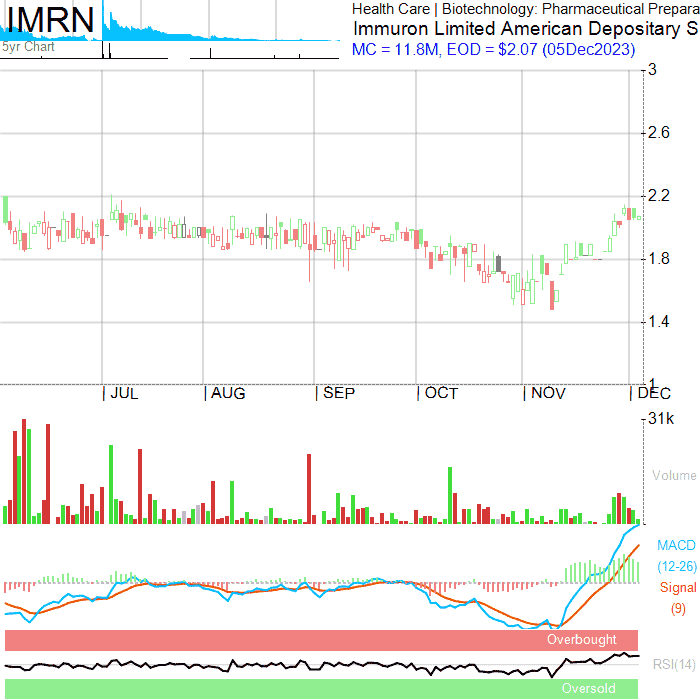 IMRN
5yr Chart
Health Care | Biotechnology: Pharmaceutical Prepara
Immuron Limited American Depositary S
MC = 11.8M, EOD = $2.07 (05Dec2023)
3
2.6
2.2
1.8
1.4
1
| JUL | AUG | SEP | OCT | NOV | DEC
31k
Volume
MACD
(12-26)
Signal
(9)
Overbought
RSI(14)
Oversold